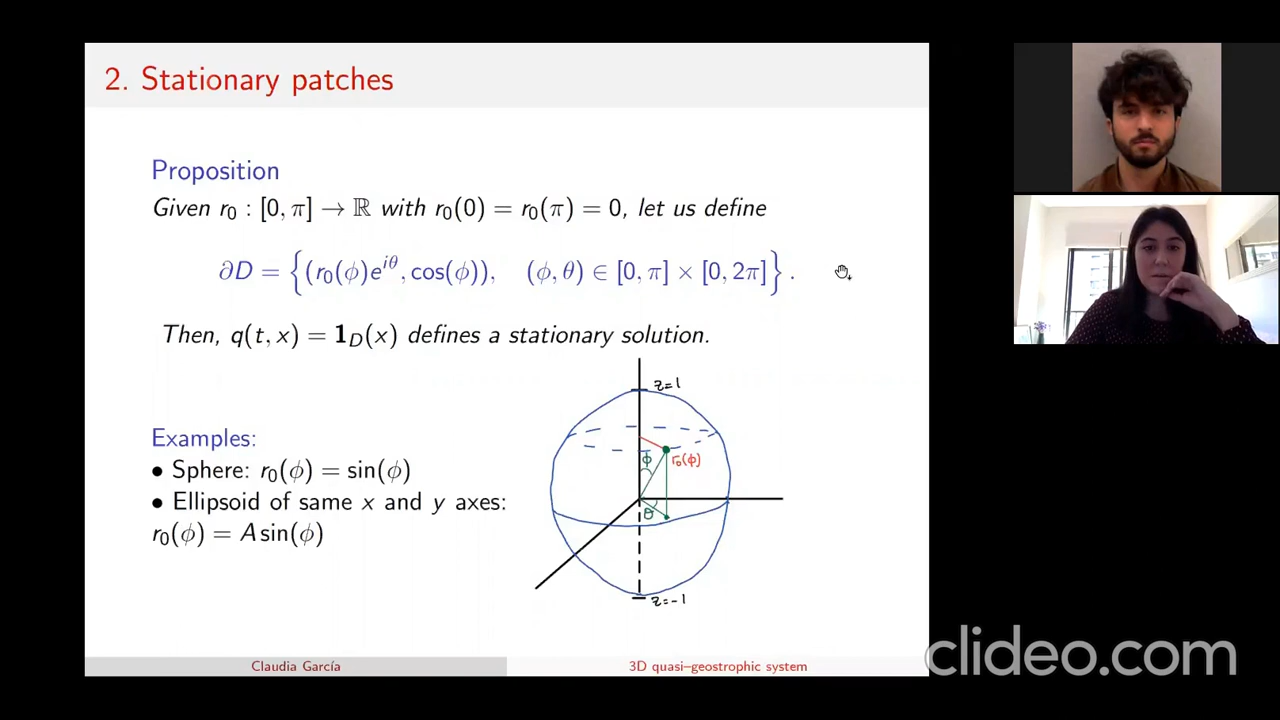 2. Stationary patches
Proposition
Given r₀ : [0, π] → ℝ with r₀(0) = r₀(π) = 0, let us define
∂D = {(r₀(ϕ)e^{iθ}, cos(ϕ)), (ϕ, θ) ∈ [0, π] × [0, 2π]} .
Then, q(t, x) = 𝟏_D(x) defines a stationary solution.
Examples:
• Sphere: r₀(ϕ) = sin(ϕ)
• Ellipsoid of same x and y axes:
r₀(ϕ) = A sin(ϕ)
z=1
ϕ
r₀(ϕ)
θ
z=-1
Claudia García
3D quasi–geostrophic system
clideo.com